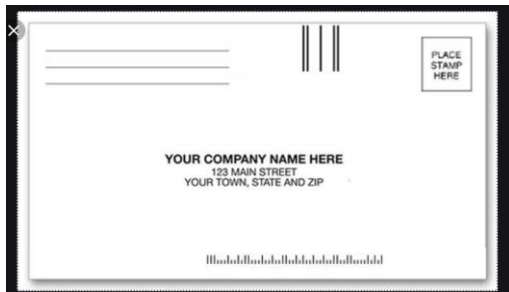 PLACE
STAMP
HERE
YOUR COMPANY NAME HERE
123 MAIN STREET
YOUR TOWN, STATE AND ZIP